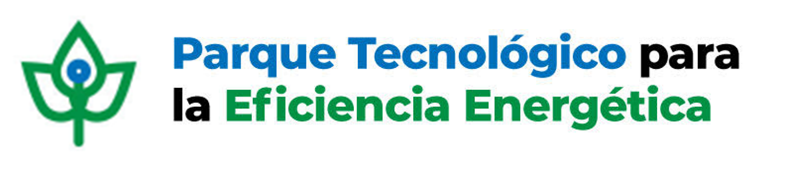 Parque Tecnológico para
la Eficiencia Energética